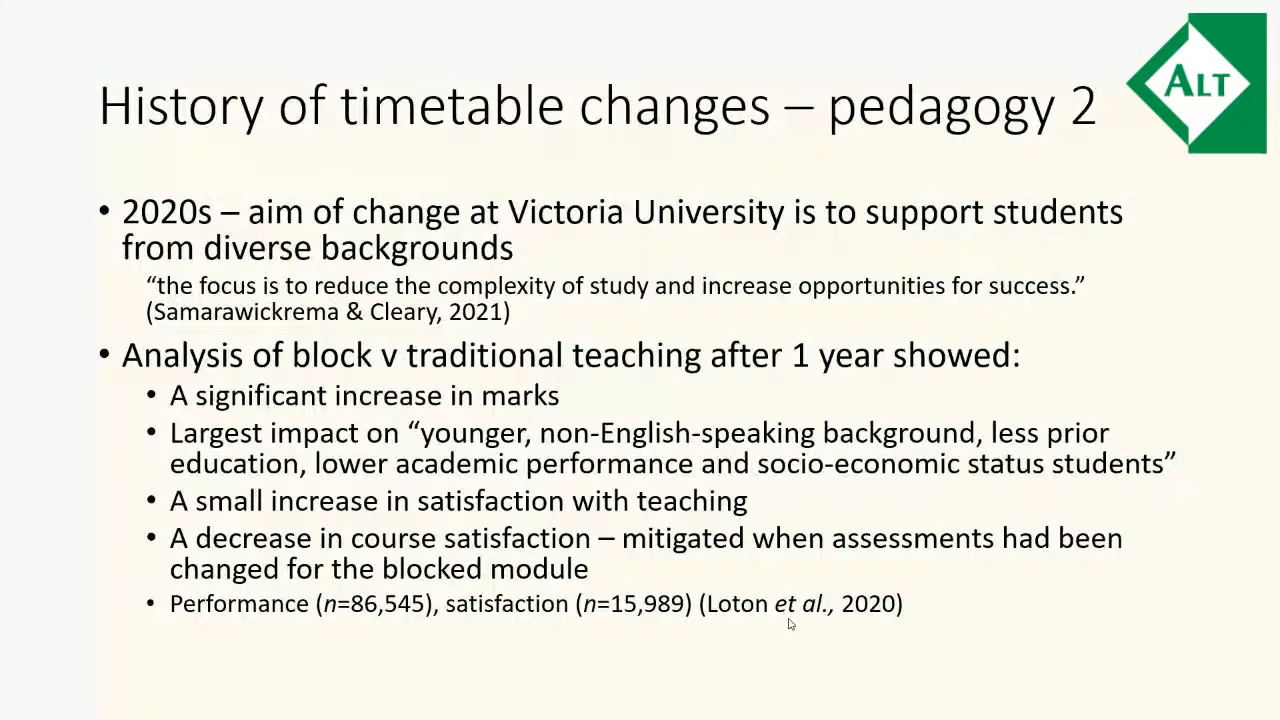 History of timetable changes – pedagogy 2
ALT
• 2020s – aim of change at Victoria University is to support students
from diverse backgrounds
“the focus is to reduce the complexity of study and increase opportunities for success.”
(Samarawickrema & Cleary, 2021)
• Analysis of block v traditional teaching after 1 year showed:
• A significant increase in marks
• Largest impact on “younger, non-English-speaking background, less prior
education, lower academic performance and socio-economic status students”
• A small increase in satisfaction with teaching
• A decrease in course satisfaction – mitigated when assessments had been
changed for the blocked module
• Performance (n=86,545), satisfaction (n=15,989) (Loton et al., 2020)